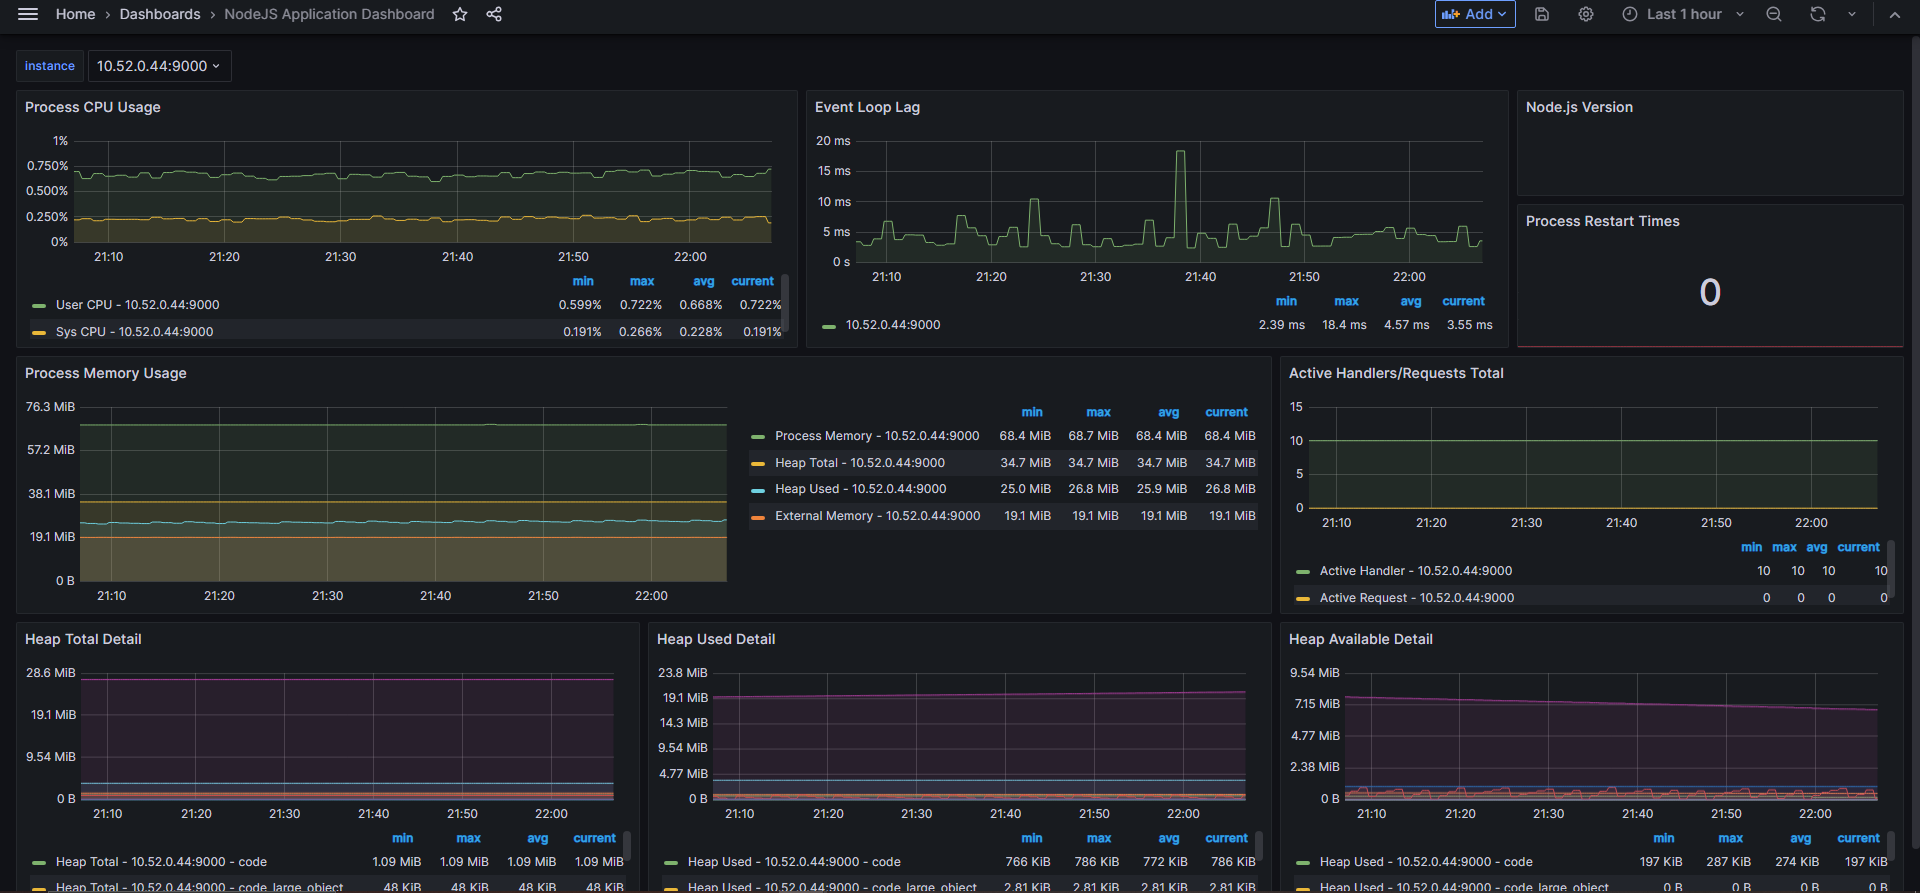 Home › Dashboards › NodeJS Application Dashboard
Add
Last 1 hour
instance
10.52.0.44:9000
Process CPU Usage
1%
0.750%
0.500%
0.250%
0%
21:10 21:20 21:30 21:40 21:50 22:00
min max avg current
User CPU - 10.52.0.44:9000 0.599% 0.722% 0.668% 0.722%
Sys CPU - 10.52.0.44:9000 0.191% 0.266% 0.228% 0.191%
Event Loop Lag
20 ms
15 ms
10 ms
5 ms
0 s
21:10 21:20 21:30 21:40 21:50 22:00
min max avg current
10.52.0.44:9000 2.39 ms 18.4 ms 4.57 ms 3.55 ms
Node.js Version
Process Restart Times
0
Process Memory Usage
76.3 MiB
57.2 MiB
38.1 MiB
19.1 MiB
0 B
21:10 21:20 21:30 21:40 21:50 22:00
min max avg current
Process Memory - 10.52.0.44:9000 68.4 MiB 68.7 MiB 68.4 MiB 68.4 MiB
Heap Total - 10.52.0.44:9000 34.7 MiB 34.7 MiB 34.7 MiB 34.7 MiB
Heap Used - 10.52.0.44:9000 25.0 MiB 26.8 MiB 25.9 MiB 26.8 MiB
External Memory - 10.52.0.44:9000 19.1 MiB 19.1 MiB 19.1 MiB 19.1 MiB
Active Handlers/Requests Total
15
10
5
0
21:10 21:20 21:30 21:40 21:50 22:00
min max avg current
Active Handler - 10.52.0.44:9000 10 10 10 10
Active Request - 10.52.0.44:9000 0 0 0 0
Heap Total Detail
28.6 MiB
19.1 MiB
9.54 MiB
0 B
21:10 21:20 21:30 21:40 21:50 22:00
min max avg current
Heap Total - 10.52.0.44:9000 - code 1.09 MiB 1.09 MiB 1.09 MiB 1.09 MiB
Heap Total - 10.52.0.44:9000 - code_large_object 48 KiB 48 KiB 48 KiB 48 KiB
Heap Used Detail
23.8 MiB
19.1 MiB
14.3 MiB
9.54 MiB
4.77 MiB
0 B
21:10 21:20 21:30 21:40 21:50 22:00
min max avg current
Heap Used - 10.52.0.44:9000 - code 766 KiB 786 KiB 772 KiB 786 KiB
Heap Used - 10.52.0.44:9000 - code_large_object 2.81 KiB 2.81 KiB 2.81 KiB 2.81 KiB
Heap Available Detail
9.54 MiB
7.15 MiB
4.77 MiB
2.38 MiB
0 B
21:10 21:20 21:30 21:40 21:50 22:00
min max avg current
Heap Used - 10.52.0.44:9000 - code 197 KiB 287 KiB 274 KiB 197 KiB
Heap Used - 10.52.0.44:9000 - code_large_object 0 B 0 B 0 B 0 B